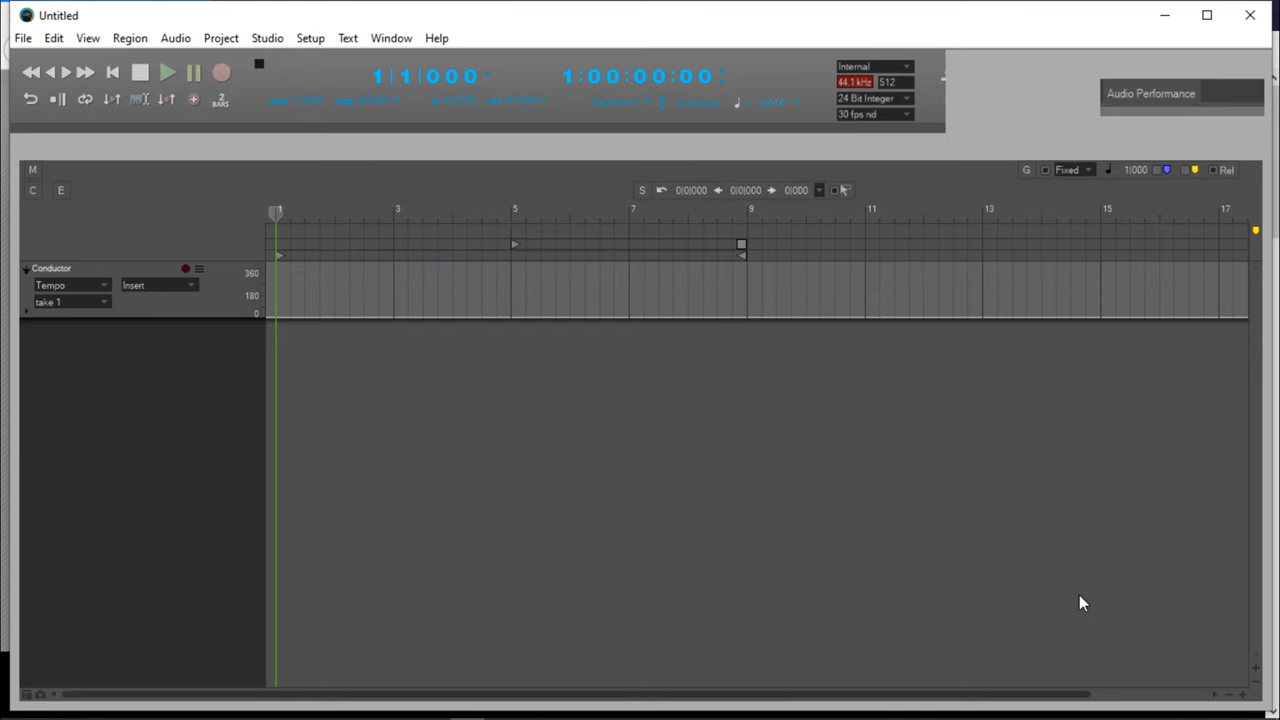 Untitled
File Edit View Region Audio Project Studio Setup Text Window Help
1|1|000 1:00:00:00 Internal
44.1 kHz 512
24 Bit Integer
30 fps nd
2
BARS
Audio Performance
M G Fixed 1|000 Rel
C E S 0|0|000 0|0|000 0|000
1 3 5 7 9 11 13 15 17
Conductor 360
Tempo Insert
take 1 180
0